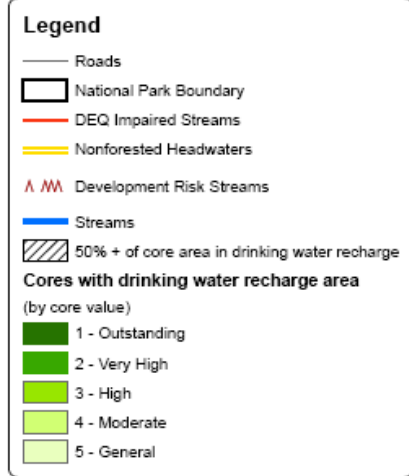 Legend
Roads
National Park Boundary
DEQ Impaired Streams
Nonforested Headwaters
Development Risk Streams
Streams
50% + of core area in drinking water recharge
Cores with drinking water recharge area
(by core value)
1 - Outstanding
2 - Very High
3 - High
4 - Moderate
5 - General